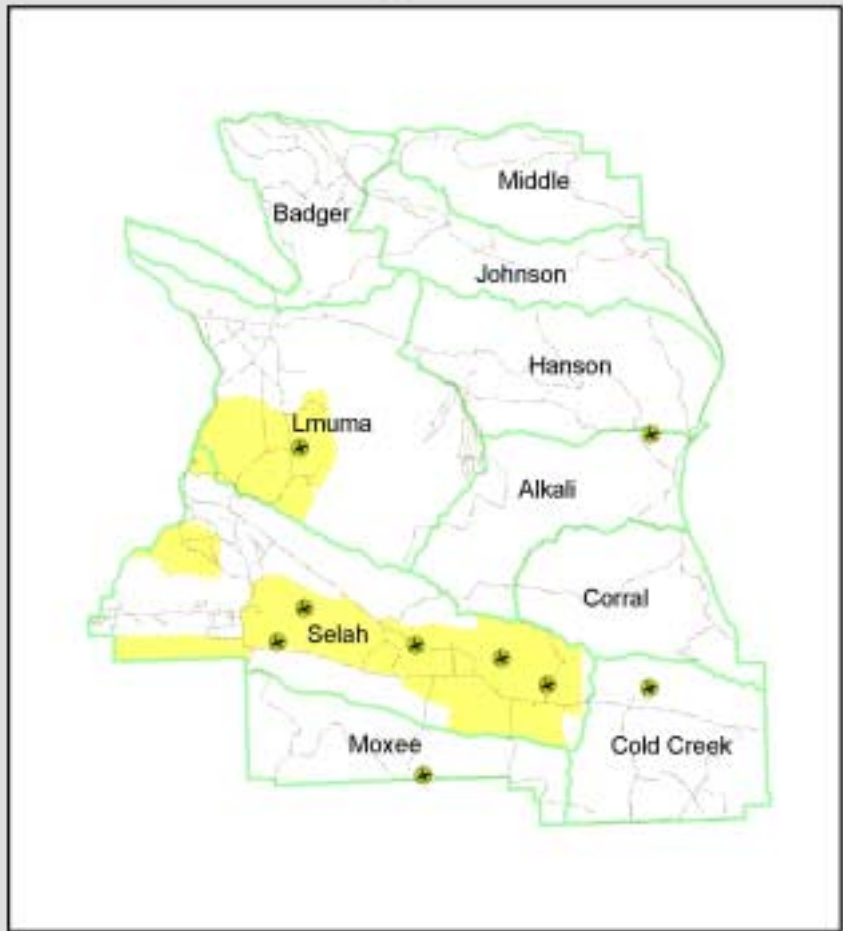 Middle
Badger
Johnson
Hanson
Lmuma
Alkali
Corral
Selah
Moxee
Cold Creek